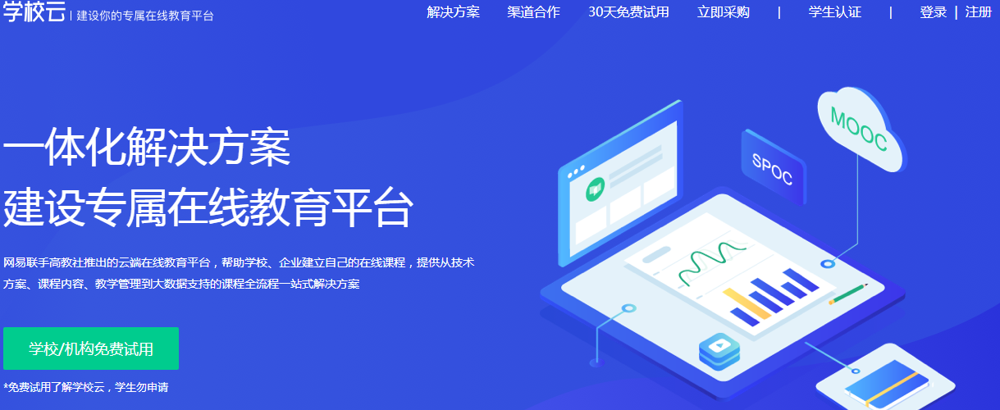 学校云 | 建设你的专属在线教育平台
解决方案 渠道合作 30天免费试用 立即采购 | 学生认证 | 登录 | 注册
一体化解决方案
建设专属在线教育平台
网易联手高教社推出的云端在线教育平台，帮助学校、企业建立自己的在线课程，提供从技术
方案、课程内容、教学管理到大数据支持的课程全流程一站式解决方案
学校/机构免费试用
*免费试用了解学校云，学生勿申请
SPOC
MOOC